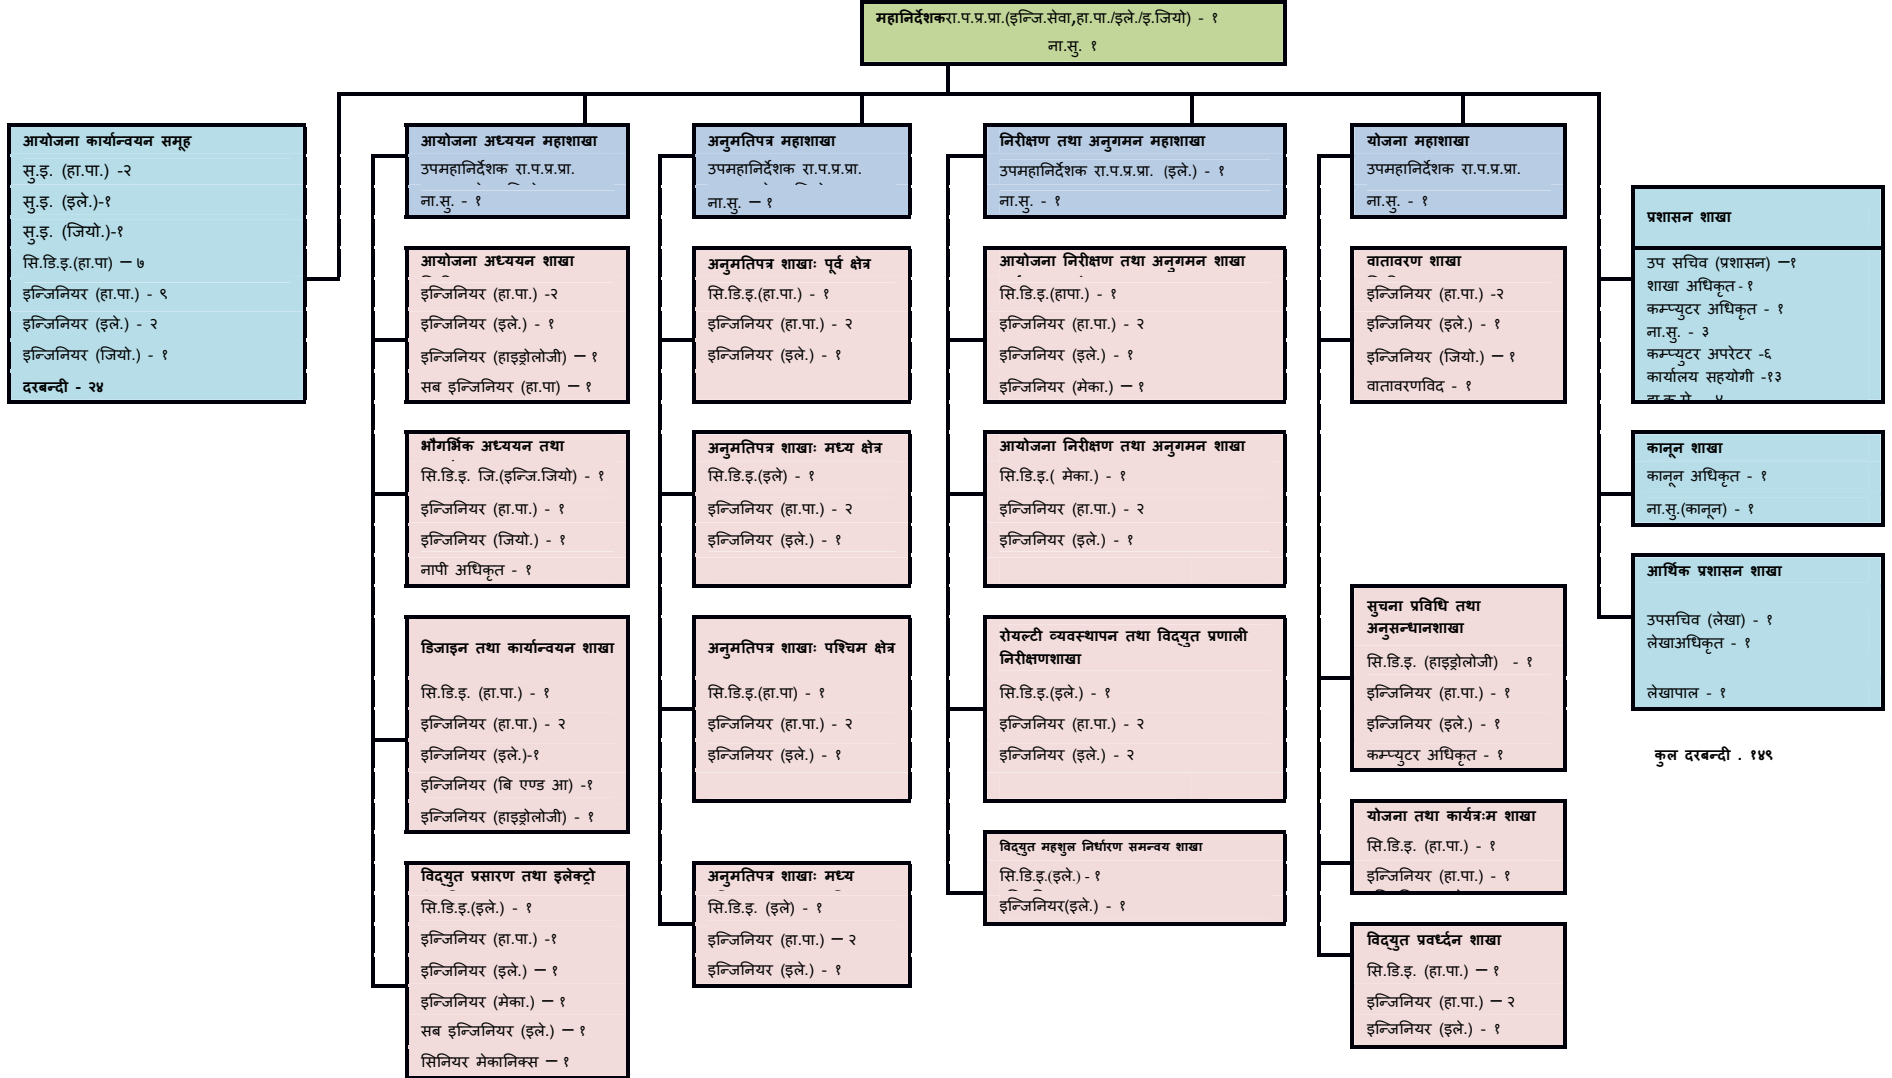 महानिर्देशकरा.प.प्र.प्रा.(इन्जि.सेवा,हा.पा./इले./इ.जियो) - १
ना.सु. १
आयोजना कार्यान्वयन समूह
सु.इ. (हा.पा.) -२
सु.इ. (इले.)-१
सु.इ. (जियो.)-१
सि.डि.इ.(हा.पा) – ७
इन्जिनियर (हा.पा.) - ९
इन्जिनियर (इले.) - २
इन्जिनियर (जियो.) - १
दरबन्दी - २४
आयोजना अध्ययन महाशाखा
उपमहानिर्देशक रा.प.प्र.प्रा.
ना.सु. - १
आयोजना अध्ययन शाखा
इन्जिनियर (हा.पा.) -२
इन्जिनियर (इले.) - १
इन्जिनियर (हाइड्रोलोजी) – १
सब इन्जिनियर (हा.पा) – १
भौगर्भिक अध्ययन तथा
सि.डि.इ. जि.(इन्जि.जियो) - १
इन्जिनियर (हा.पा.) - १
इन्जिनियर (जियो.) - १
नापी अधिकृत - १
डिजाइन तथा कार्यान्वयन शाखा
सि.डि.इ. (हा.पा.) - १
इन्जिनियर (हा.पा.) - २
इन्जिनियर (इले.)-१
इन्जिनियर (बि एण्ड आ) -१
इन्जिनियर (हाइड्रोलोजी) - १
विद्युत प्रसारण तथा इलेक्ट्रो
सि.डि.इ.(इले.) - १
इन्जिनियर (हा.पा.) -१
इन्जिनियर (इले.) – १
इन्जिनियर (मेका.) – १
सब इन्जिनियर (इले.) – १
सिनियर मेकानिक्स – १
अनुमतिपत्र महाशाखा
उपमहानिर्देशक रा.प.प्र.प्रा.
ना.सु. – १
अनुमतिपत्र शाखाः पूर्व क्षेत्र
सि.डि.इ.(हा.पा.) - १
इन्जिनियर (हा.पा.) - २
इन्जिनियर (इले.) - १
अनुमतिपत्र शाखाः मध्य क्षेत्र
सि.डि.इ.(इले) - १
इन्जिनियर (हा.पा.) - २
इन्जिनियर (इले.) - १
अनुमतिपत्र शाखाः पश्चिम क्षेत्र
सि.डि.इ.(हा.पा) - १
इन्जिनियर (हा.पा.) - २
इन्जिनियर (इले.) - १
अनुमतिपत्र शाखाः मध्य
सि.डि.इ. (इले) - १
इन्जिनियर (हा.पा.) – २
इन्जिनियर (इले.) - १
निरीक्षण तथा अनुगमन महाशाखा
उपमहानिर्देशक रा.प.प्र.प्रा. (इले.) - १
ना.सु. - १
आयोजना निरीक्षण तथा अनुगमन शाखा
सि.डि.इ.(हापा.) - १
इन्जिनियर (हा.पा.) - २
इन्जिनियर (इले.) - १
इन्जिनियर (मेका.) – १
आयोजना निरीक्षण तथा अनुगमन शाखा
सि.डि.इ.( मेका.) - १
इन्जिनियर (हा.पा.) - २
इन्जिनियर (इले.) - १
रोयल्टी व्यवस्थापन तथा विद्युत प्रणाली
निरीक्षणशाखा
सि.डि.इ.(इले.) - १
इन्जिनियर (हा.पा.) - २
इन्जिनियर (इले.) - २
विद्युत महशुल निर्धारण समन्वय शाखा
सि.डि.इ.(इले.) - १
इन्जिनियर(इले.) - १
योजना महाशाखा
उपमहानिर्देशक रा.प.प्र.प्रा.
ना.सु. - १
वातावरण शाखा
इन्जिनियर (हा.पा.) -२
इन्जिनियर (इले.) - १
इन्जिनियर (जियो.) – १
वातावरणविद - १
सुचना प्रविधि तथा
अनुसन्धानशाखा
सि.डि.इ. (हाइड्रोलोजी) - १
इन्जिनियर (हा.पा.) - १
इन्जिनियर (इले.) - १
कम्प्युटर अधिकृत - १
योजना तथा कार्यत्रःम शाखा
सि.डि.इ. (हा.पा.) - १
इन्जिनियर (हा.पा.) - १
विद्युत प्रवर्ध्दन शाखा
सि.डि.इ. (हा.पा.) – १
इन्जिनियर (हा.पा.) – २
इन्जिनियर (इले.) - १
प्रशासन शाखा
उप सचिव (प्रशासन) –१
शाखा अधिकृत - १
कम्प्युटर अधिकृत - १
ना.सु. - ३
कम्प्युटर अपरेटर -६
कार्यालय सहयोगी -१३
कानून शाखा
कानून अधिकृत - १
ना.सु.(कानून) - १
आर्थिक प्रशासन शाखा
उपसचिव (लेखा) - १
लेखाअधिकृत - १
लेखापाल - १
कुल दरबन्दी . १४९